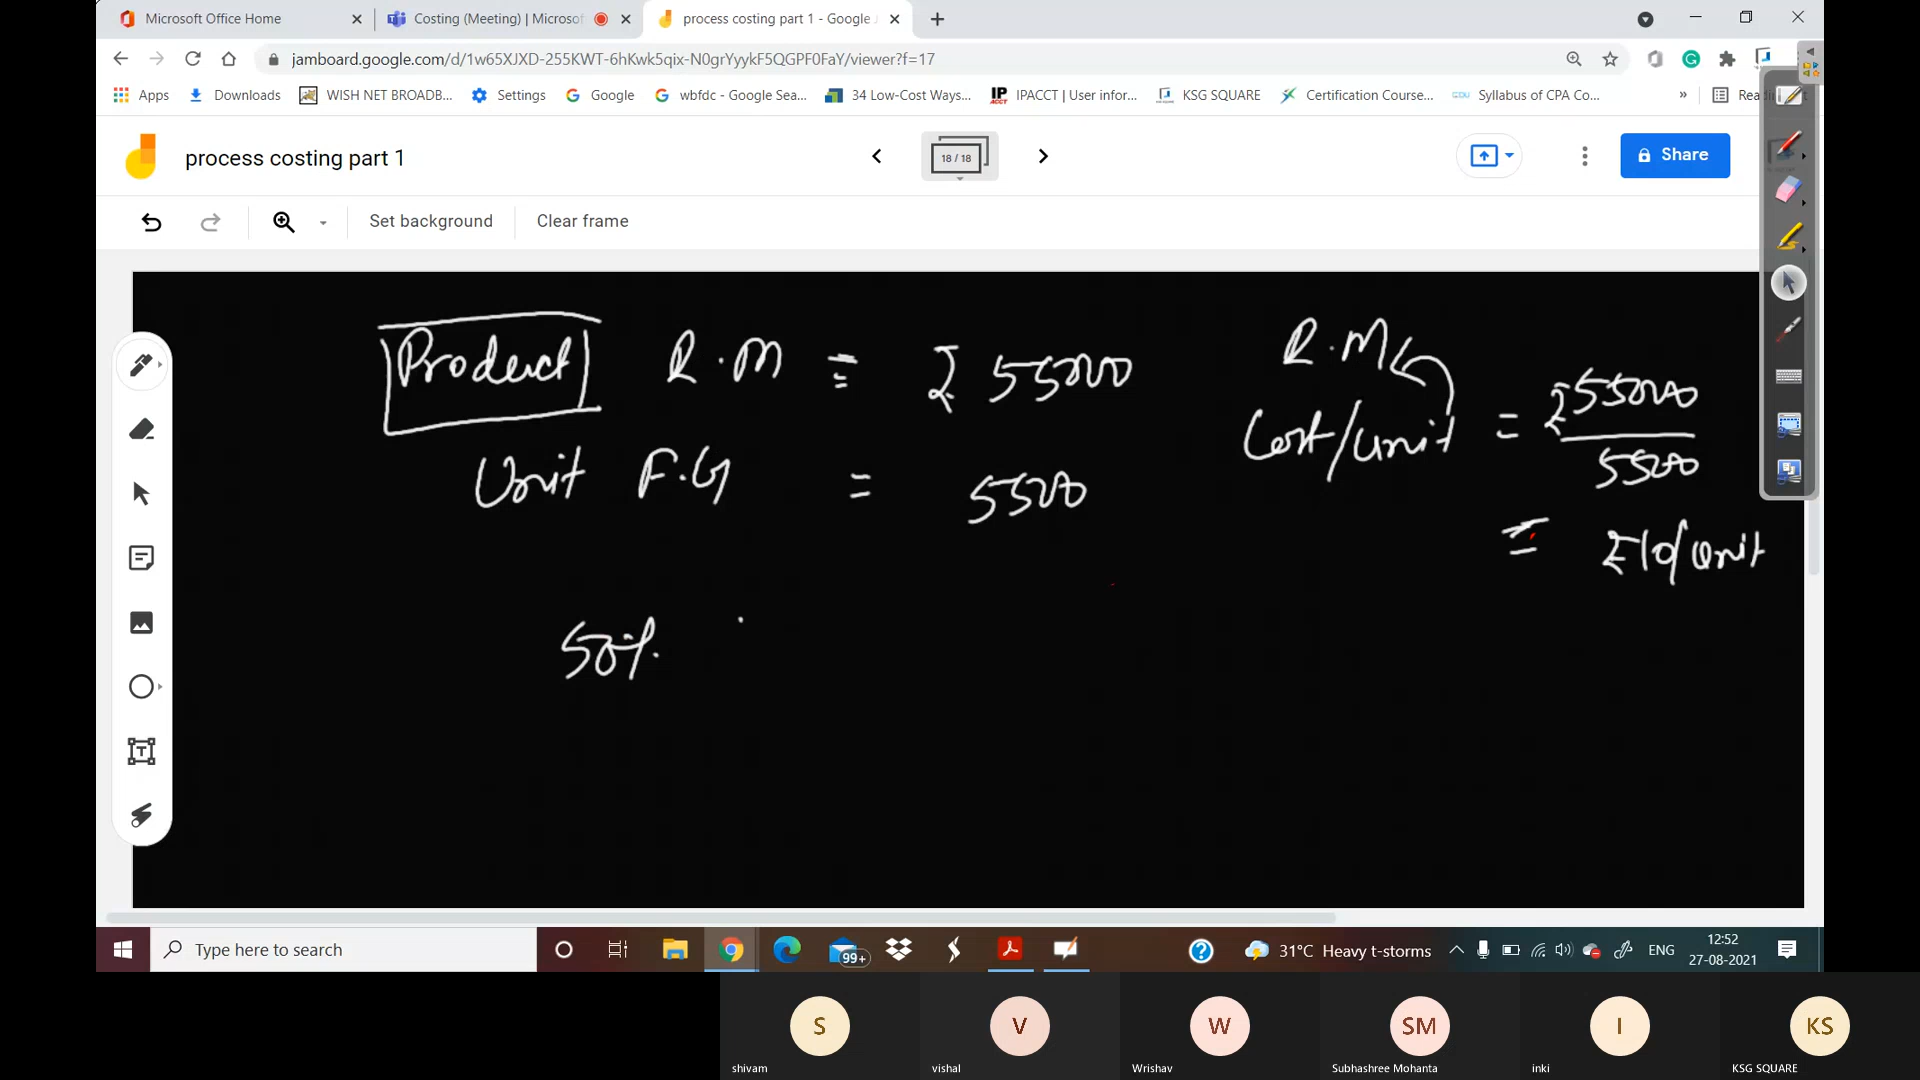 Microsoft Office Home
Costing (Meeting) | Microsof
process costing part 1 - Google J
jamboard.google.com/d/1w65XJXD-255KWT-6hKwk5qix-N0grYyykF5QGPF0FaY/viewer?f=17
Apps Downloads WISH NET BROADB... Settings Google wbfdc - Google Sea... 34 Low-Cost Ways... IPACCT | User infor... KSG SQUARE Certification Course... Syllabus of CPA Co... »
process costing part 1
18 / 18
Share
Set background Clear frame
Product R.M = ₹ 55000
Unit F.G = 5500
R.M
Cost/unit = ₹55000
5500
= ₹10/unit
50%
Type here to search
99+
31°C Heavy t-storms
ENG
12:52
27-08-2021
S V W SM I KS
shivam vishal Wrishav Subhashree Mohanta inki KSG SQUARE